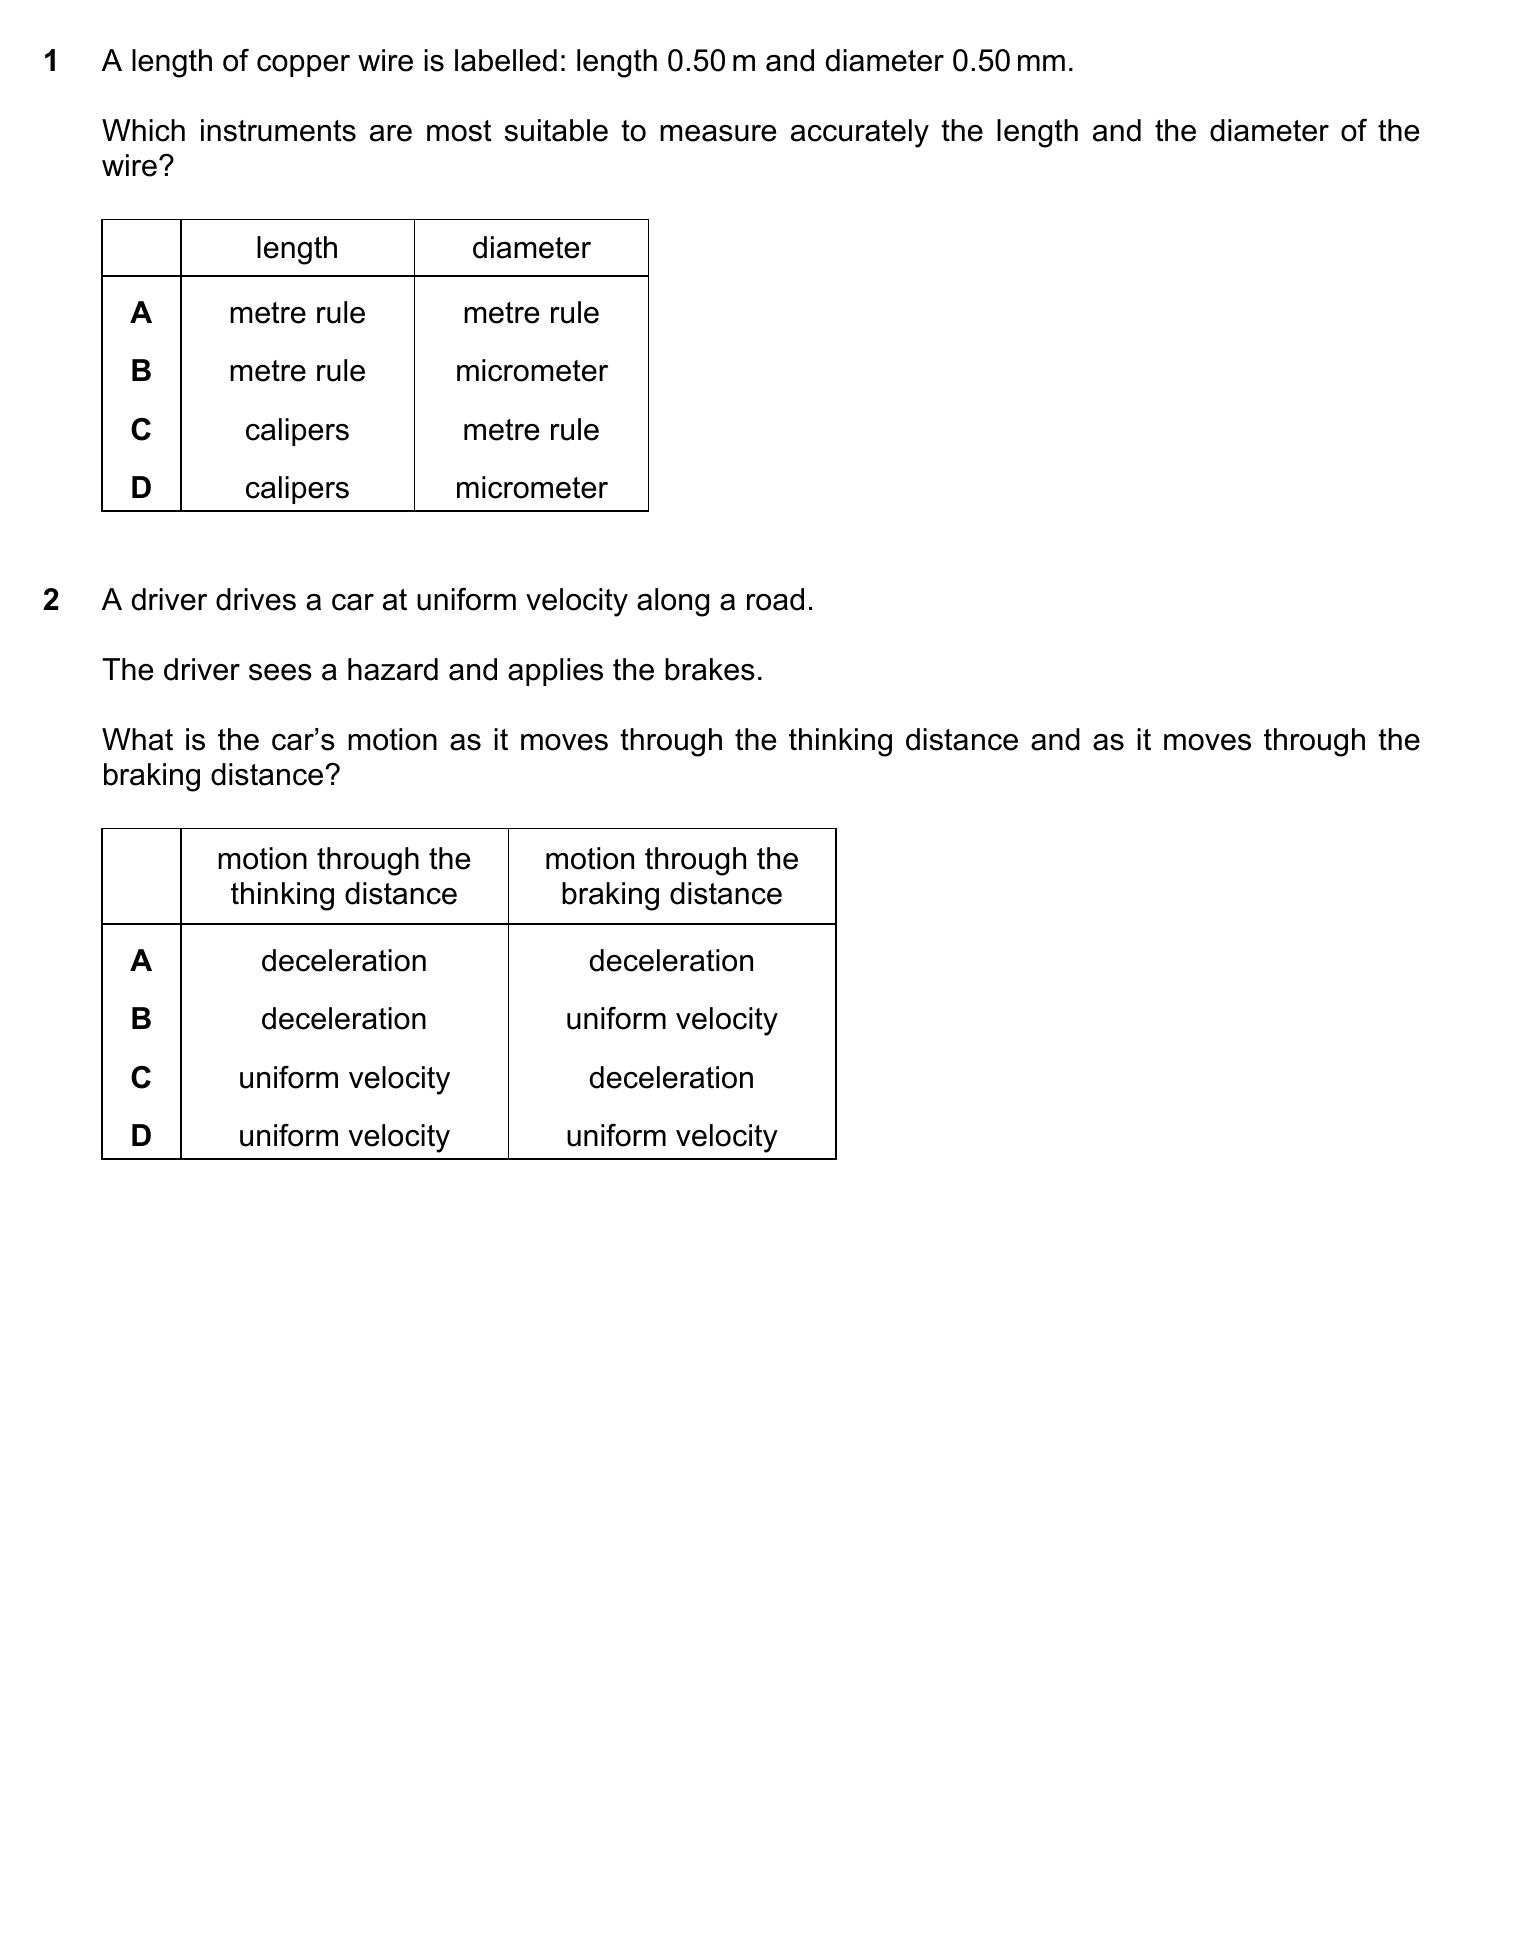 1 A length of copper wire is labelled: length 0.50 m and diameter 0.50 mm.
Which instruments are most suitable to measure accurately the length and the diameter of the
wire?
length diameter
A metre rule metre rule
B metre rule micrometer
C calipers metre rule
D calipers micrometer
2 A driver drives a car at uniform velocity along a road.
The driver sees a hazard and applies the brakes.
What is the car’s motion as it moves through the thinking distance and as it moves through the
braking distance?
motion through the motion through the
thinking distance braking distance
A deceleration deceleration
B deceleration uniform velocity
C uniform velocity deceleration
D uniform velocity uniform velocity